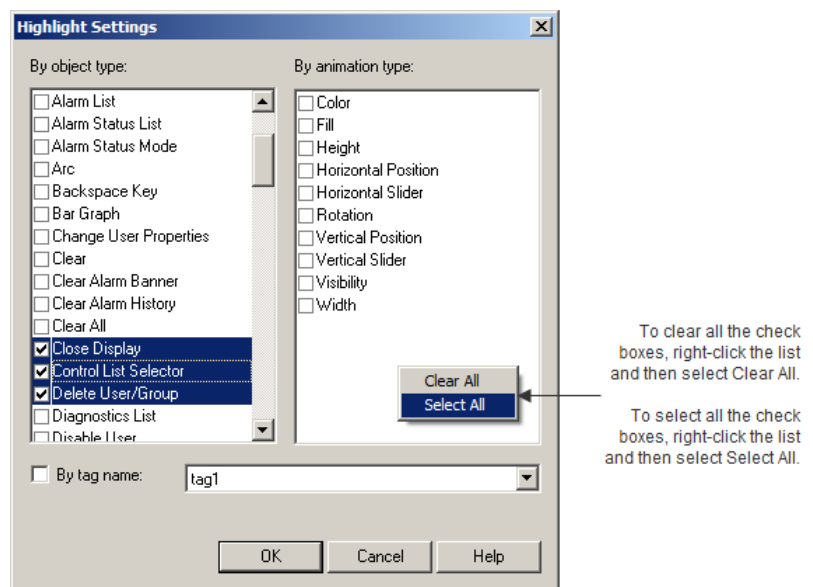 Highlight Settings
By object type:
Alarm List
Alarm Status List
Alarm Status Mode
Arc
Backspace Key
Bar Graph
Change User Properties
Clear
Clear Alarm Banner
Clear Alarm History
Clear All
Close Display
Control List Selector
Delete User/Group
Diagnostics List
Disable User
By animation type:
Color
Fill
Height
Horizontal Position
Horizontal Slider
Rotation
Vertical Position
Vertical Slider
Visibility
Width
Clear All
Select All
To clear all the check
boxes, right-click the list
and then select Clear All.
To select all the check
boxes, right-click the list
and then select Select All.
By tag name:
tag1
OK
Cancel
Help